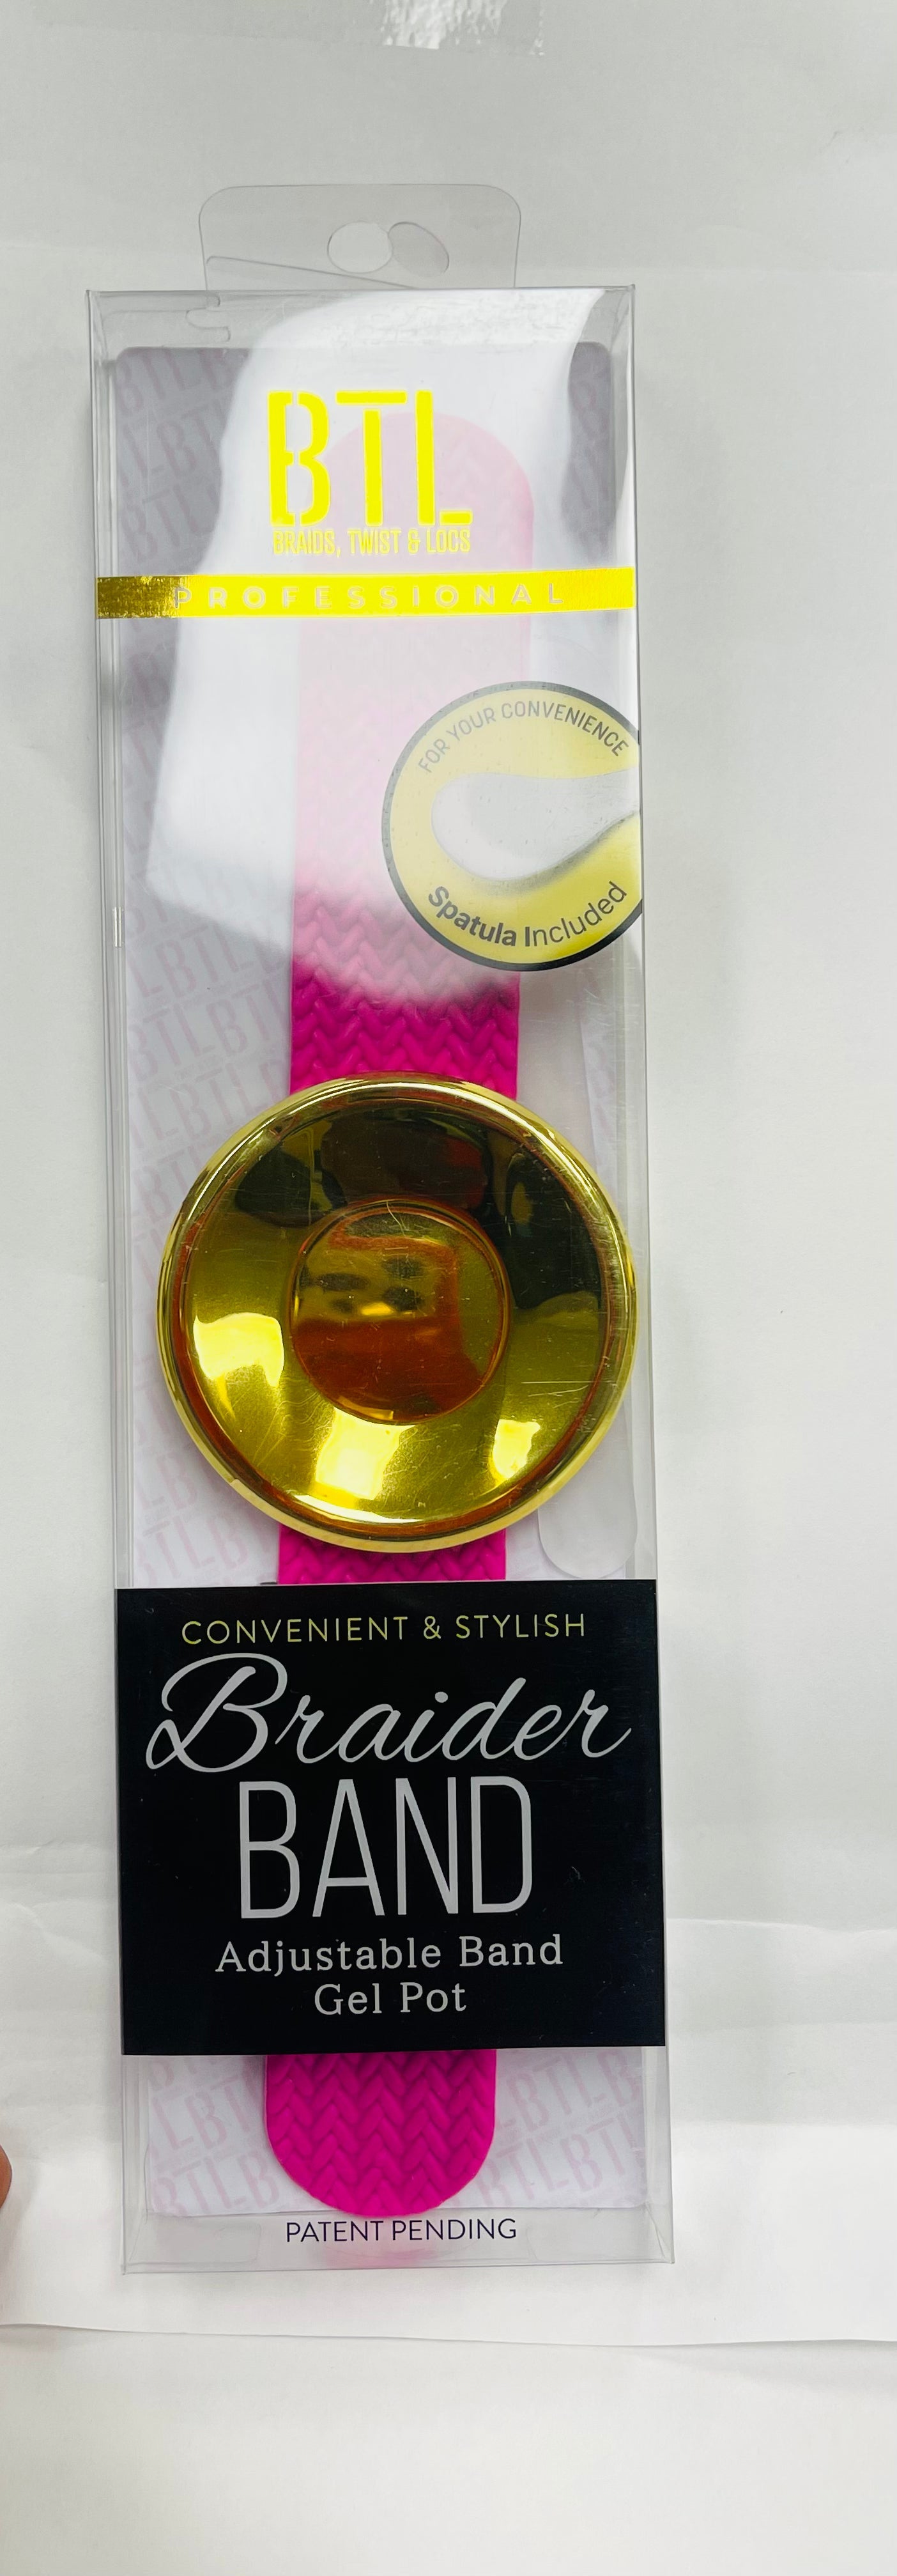 BTL
BRAIDS, TWIST & LOCS
PROFESSIONAL
FOR YOUR CONVENIENCE
Spatula Included
CONVENIENT & STYLISH
Braider
BAND
Adjustable Band
Gel Pot
PATENT PENDING